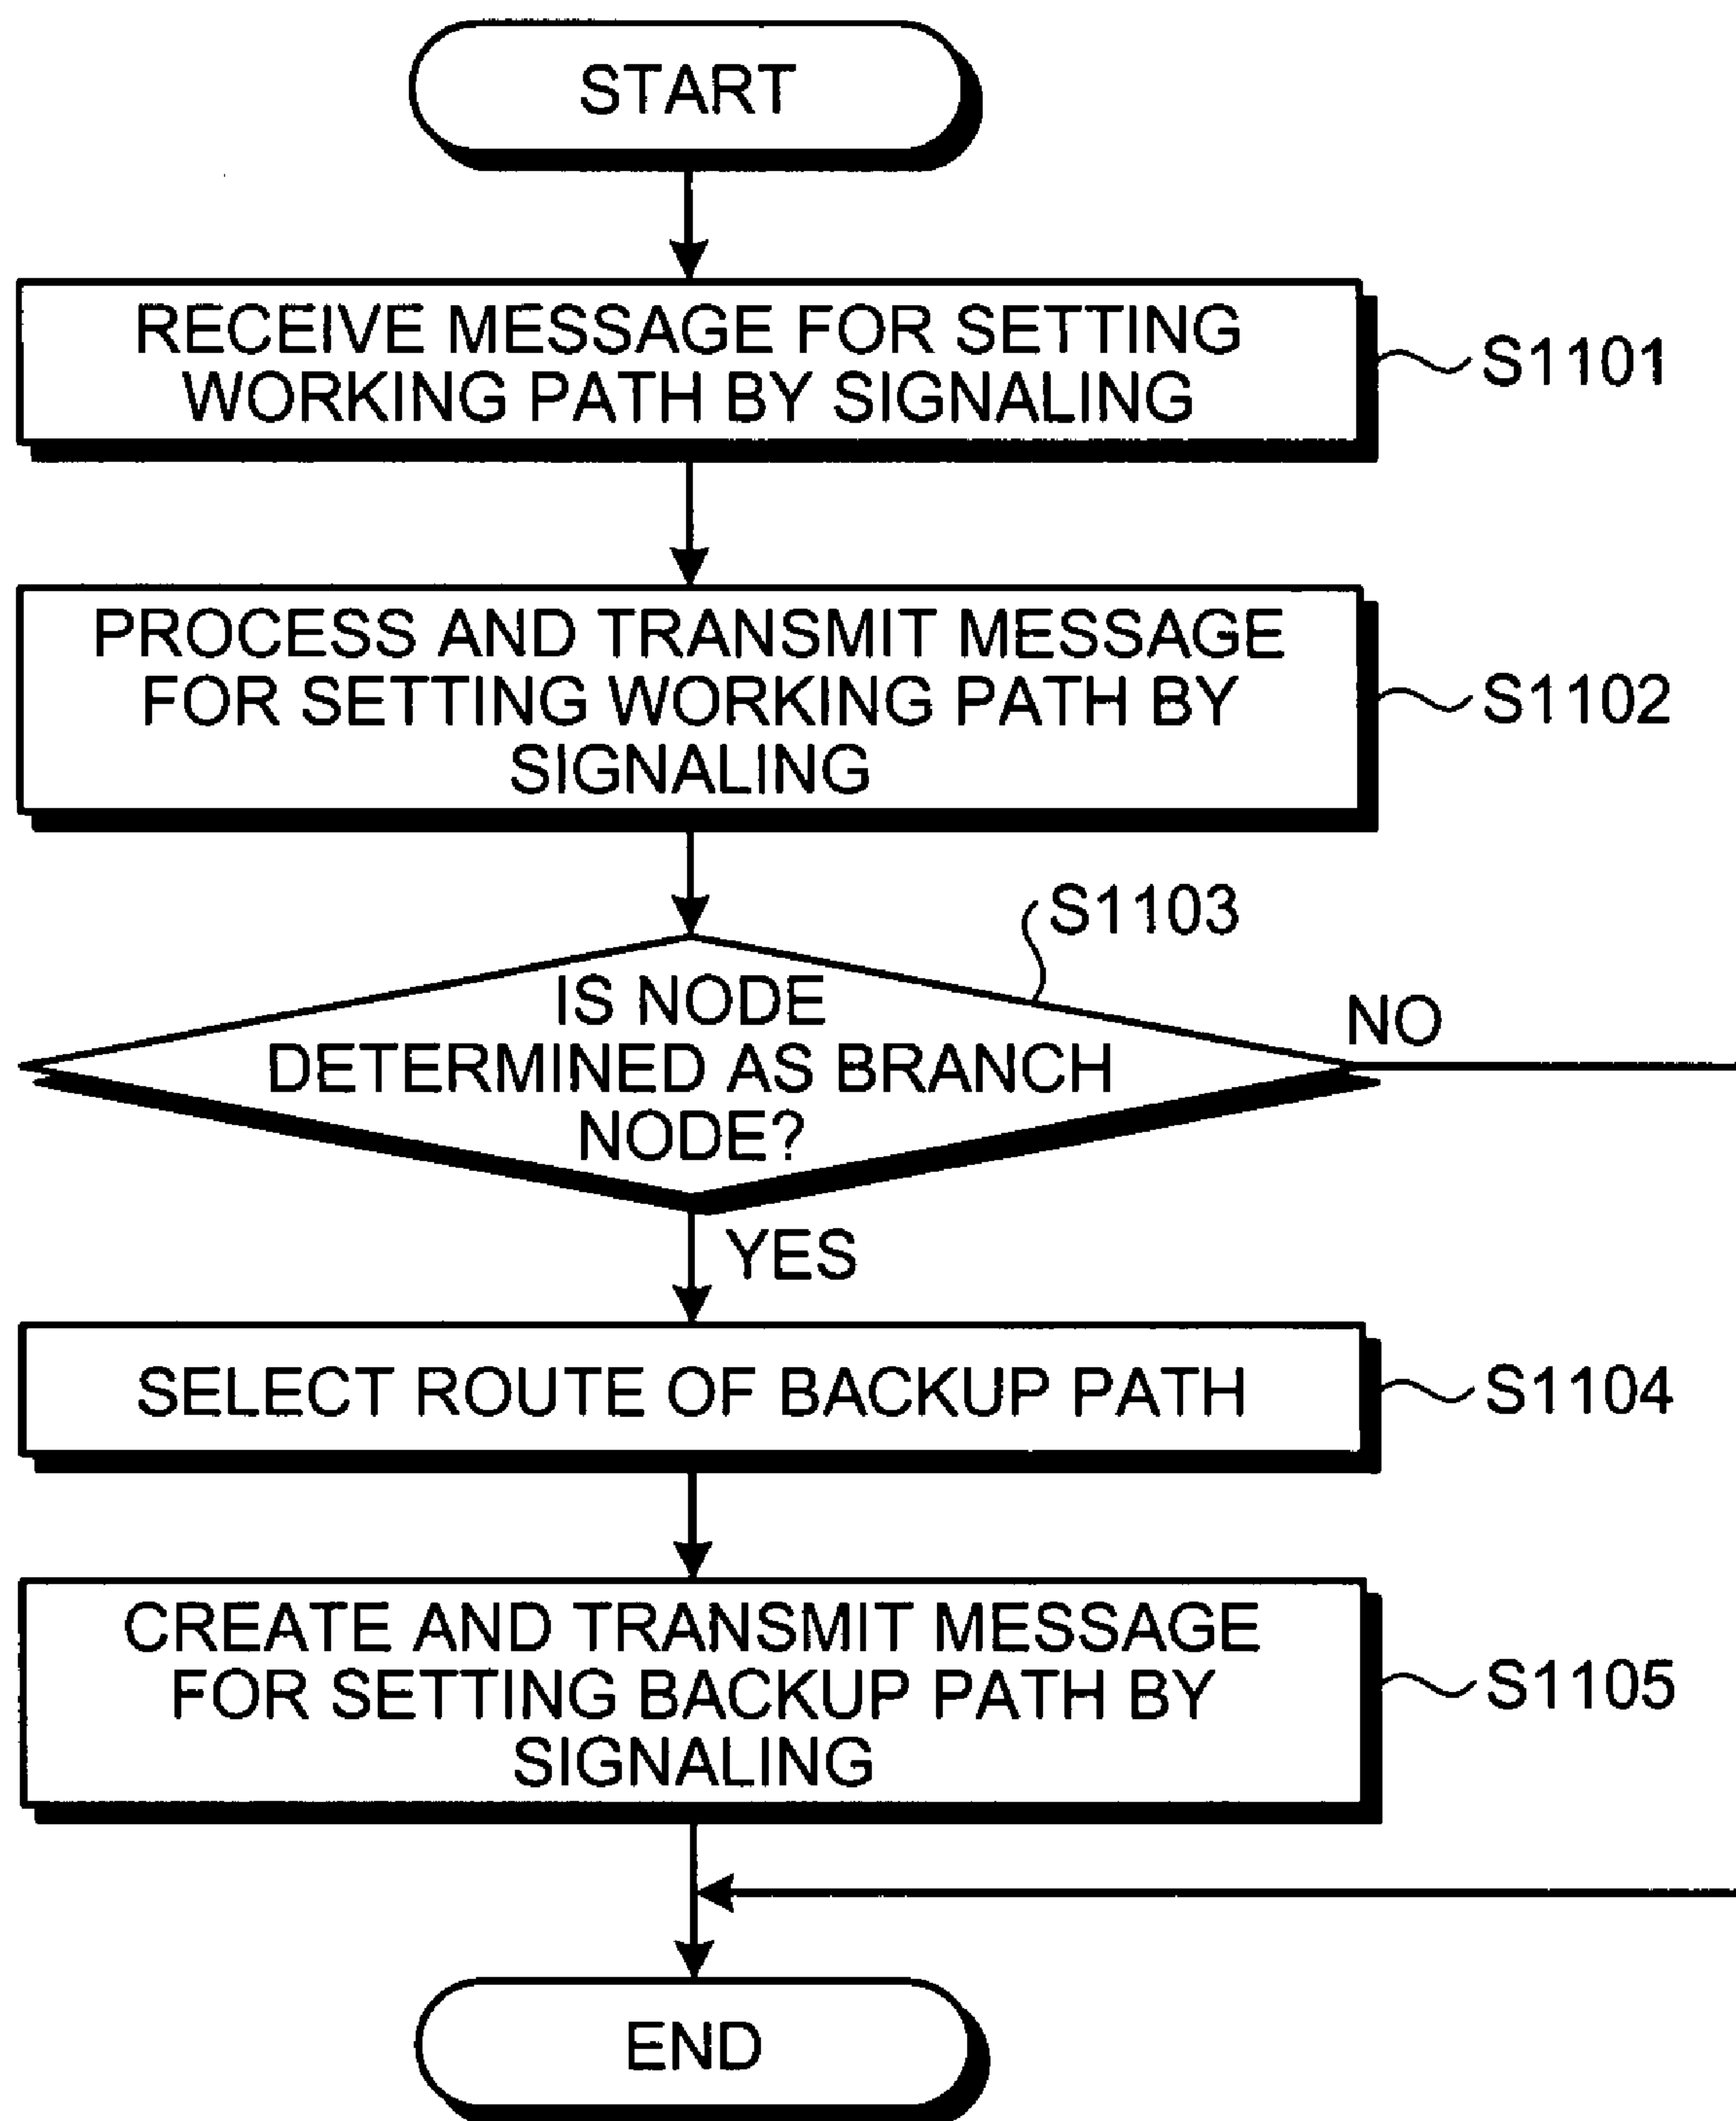 START
RECEIVE MESSAGE FOR SETTING
WORKING PATH BY SIGNALING
S1101
PROCESS AND TRANSMIT MESSAGE
FOR SETTING WORKING PATH BY
SIGNALING
S1102
S1103
IS NODE
DETERMINED AS BRANCH
NODE?
NO
YES
SELECT ROUTE OF BACKUP PATH
S1104
CREATE AND TRANSMIT MESSAGE
FOR SETTING BACKUP PATH BY
SIGNALING
S1105
END